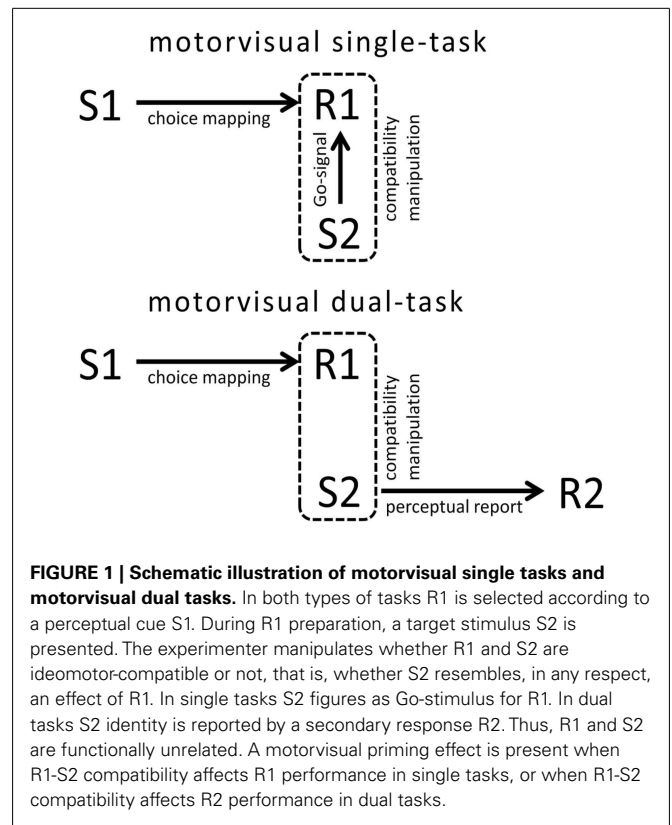 motorvisual single-task
S1
choice mapping
R1
Go-signal
S2
compatibility
manipulation
motorvisual dual-task
S1
choice mapping
R1
compatibility
manipulation
S2
perceptual report
R2
FIGURE 1 | Schematic illustration of motorvisual single tasks and
motorvisual dual tasks. In both types of tasks R1 is selected according to
a perceptual cue S1. During R1 preparation, a target stimulus S2 is
presented. The experimenter manipulates whether R1 and S2 are
ideomotor-compatible or not, that is, whether S2 resembles, in any respect,
an effect of R1. In single tasks S2 figures as Go-stimulus for R1. In dual
tasks S2 identity is reported by a secondary response R2. Thus, R1 and S2
are functionally unrelated. A motorvisual priming effect is present when
R1-S2 compatibility affects R1 performance in single tasks, or when R1-S2
compatibility affects R2 performance in dual tasks.